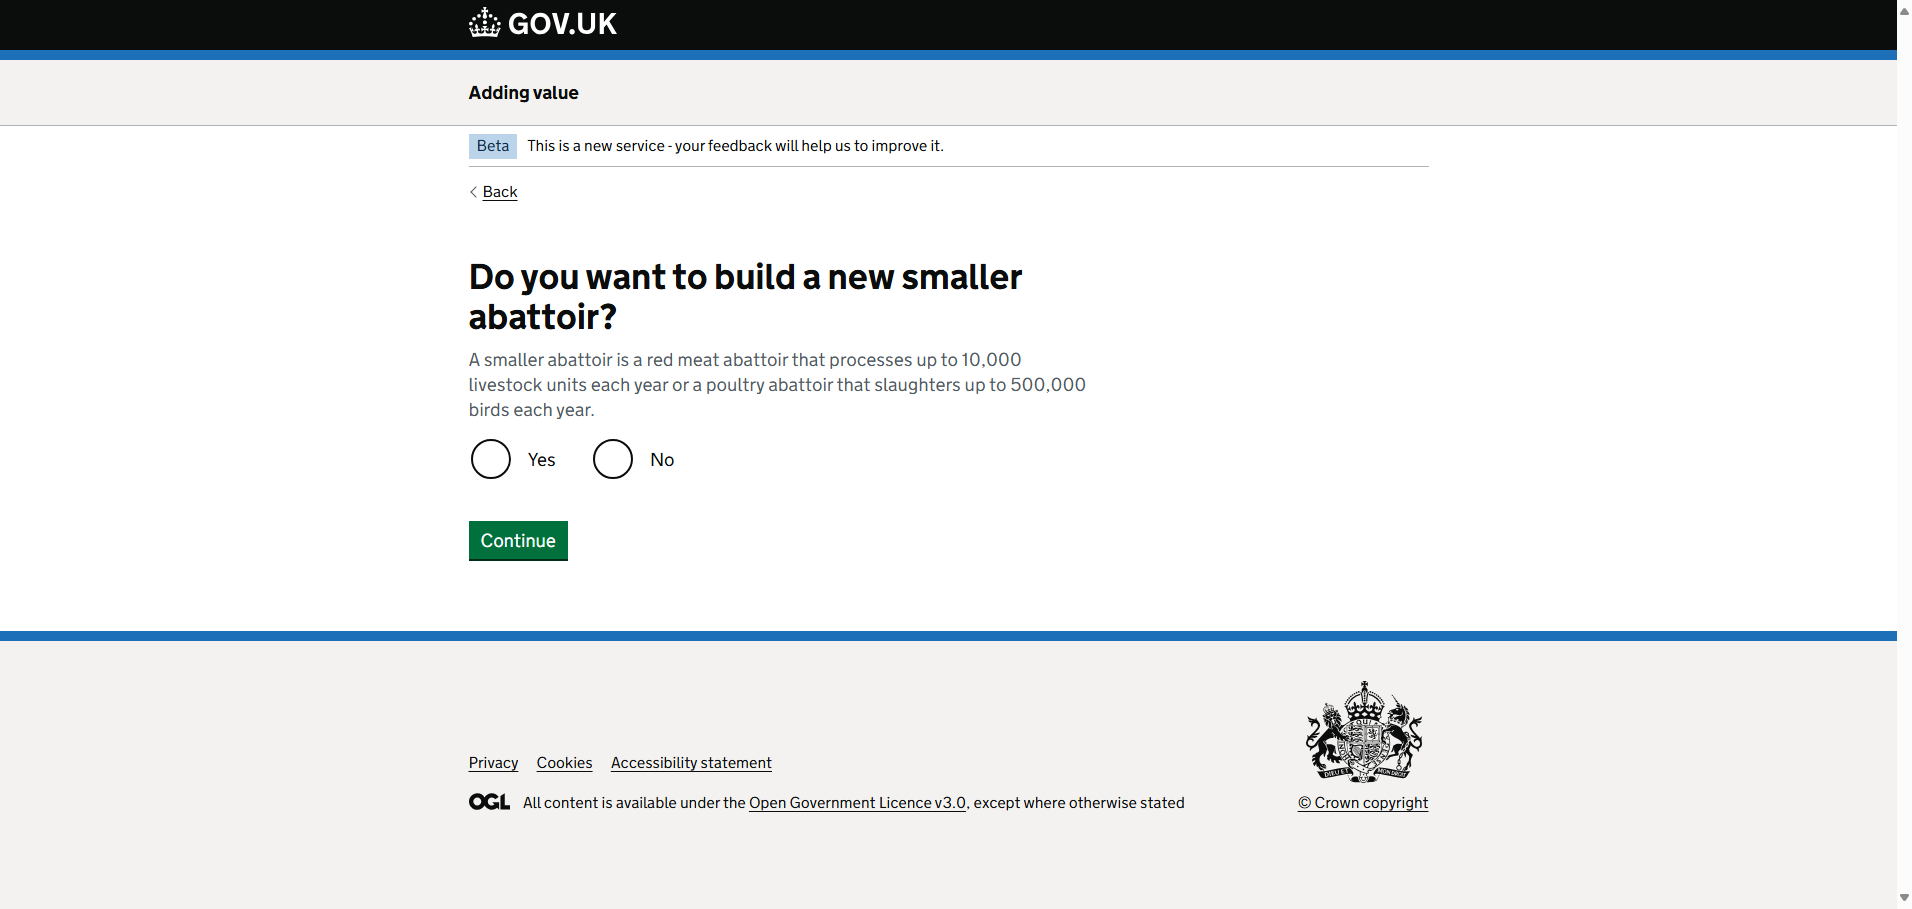 GOV.UK
Adding value
Beta This is a new service - your feedback will help us to improve it.
Back
Do you want to build a new smaller
abattoir?
A smaller abattoir is a red meat abattoir that processes up to 10,000
livestock units each year or a poultry abattoir that slaughters up to 500,000
birds each year.
Yes No
Continue
Privacy Cookies Accessibility statement
OGL All content is available under the Open Government Licence v3.0, except where otherwise stated
© Crown copyright